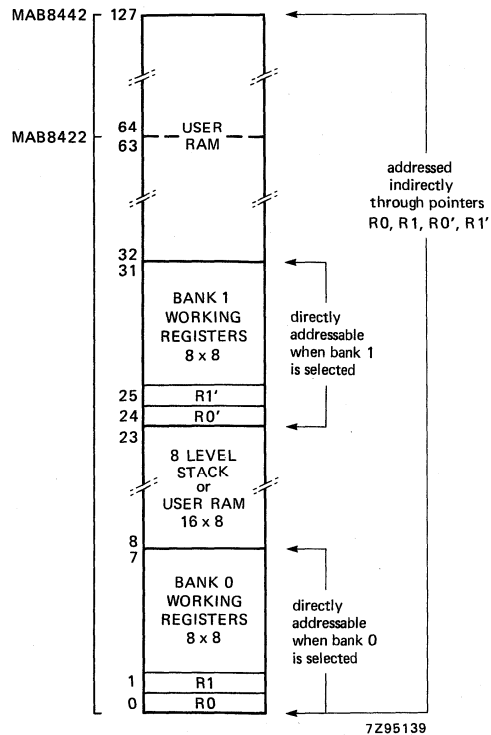 MAB8442 127
64
MAB8422
63
USER
RAM
addressed
indirectly
through pointers
R0, R1, R0', R1'
32
31
BANK 1
WORKING
REGISTERS
8 x 8
directly
addressable
when bank 1
is selected
25 R1'
24 R0'
23
8 LEVEL
STACK
or
USER RAM
16 x 8
8
7
BANK 0
WORKING
REGISTERS
8 x 8
directly
addressable
when bank 0
is selected
1 R1
0 R0
7Z95139